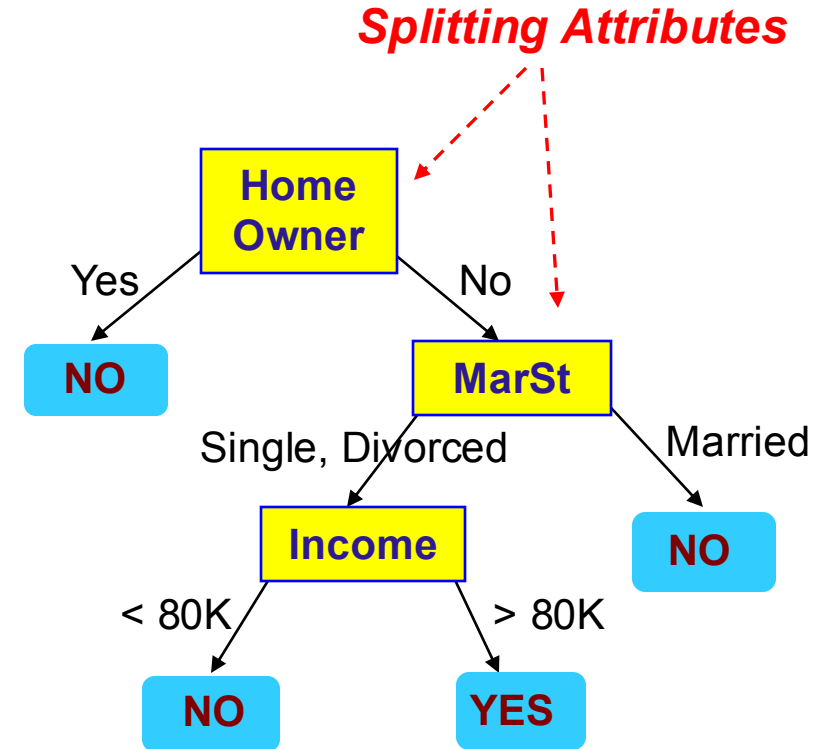 Splitting Attributes
Home
Owner
Yes
No
NO
MarSt
Single, Divorced
Married
Income
NO
< 80K
> 80K
NO
YES